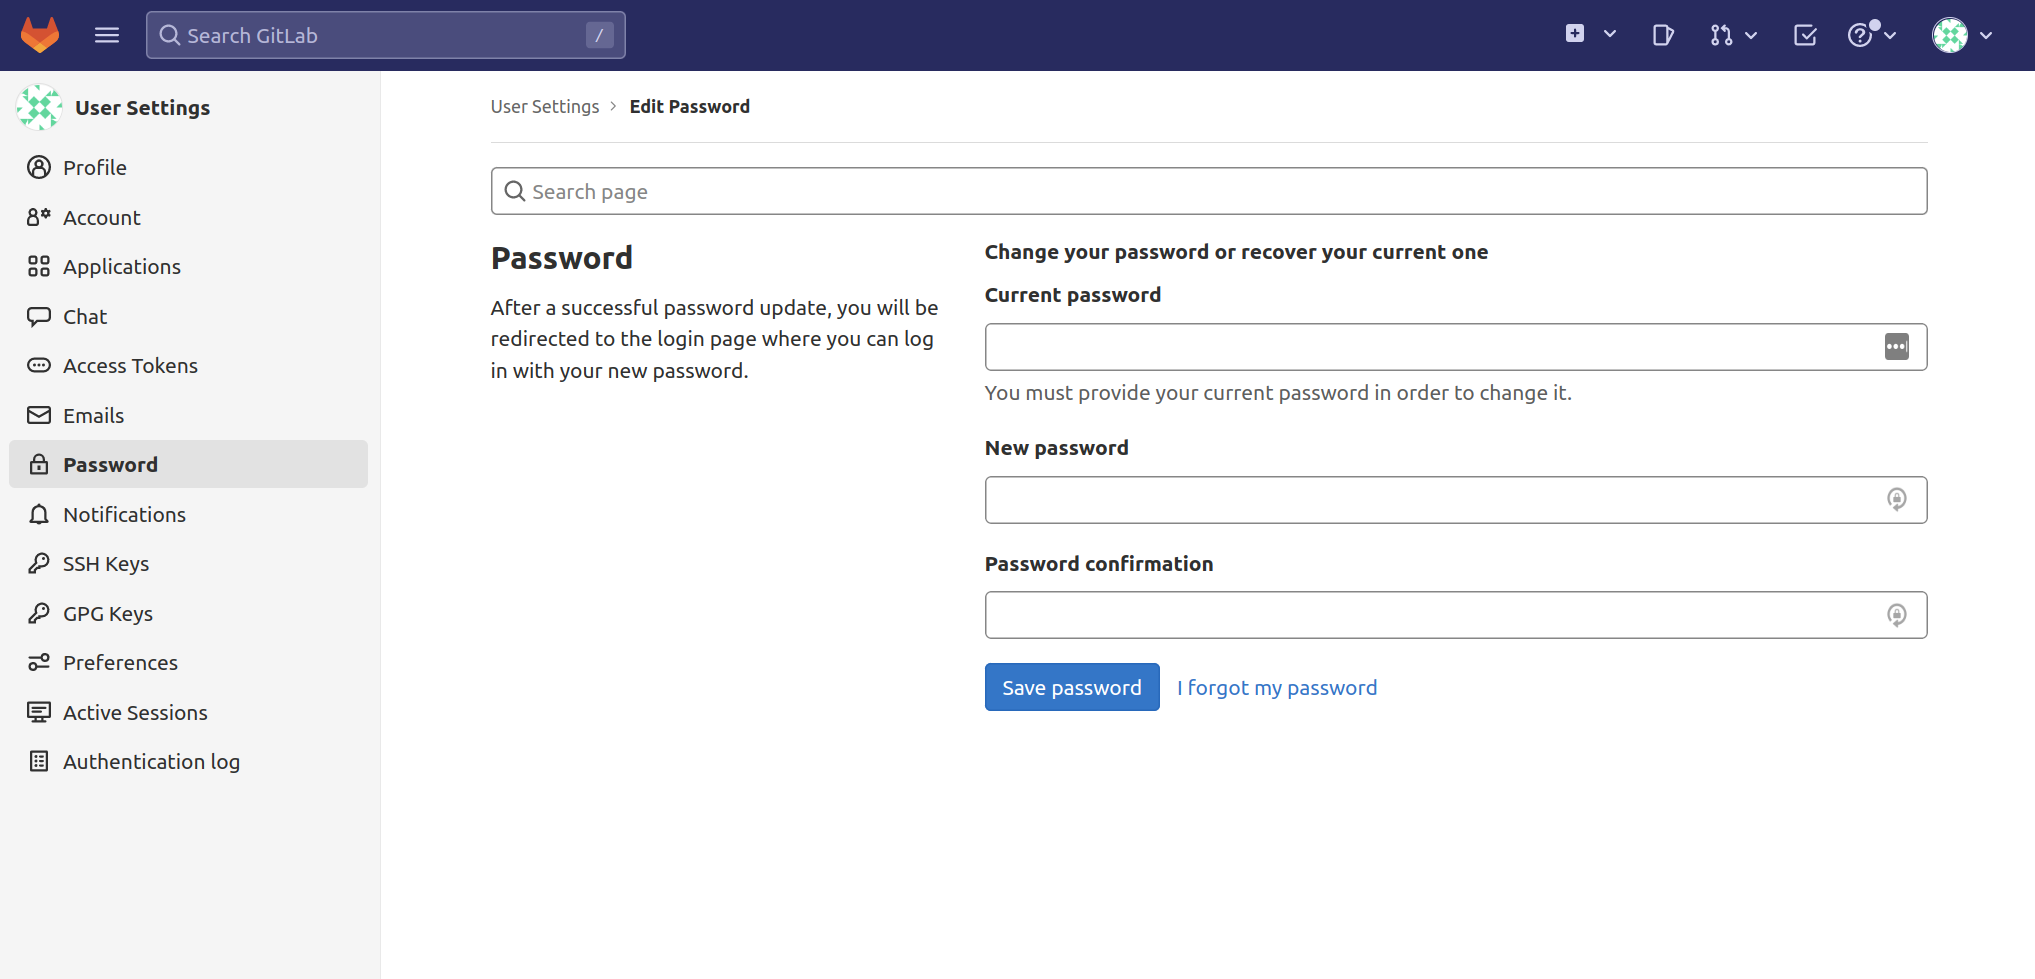 Search GitLab /
User Settings
Profile
Account
Applications
Chat
Access Tokens
Emails
Password
Notifications
SSH Keys
GPG Keys
Preferences
Active Sessions
Authentication log
User Settings > Edit Password
Search page
Password
After a successful password update, you will be
redirected to the login page where you can log
in with your new password.
Change your password or recover your current one
Current password
You must provide your current password in order to change it.
New password
Password confirmation
Save password I forgot my password